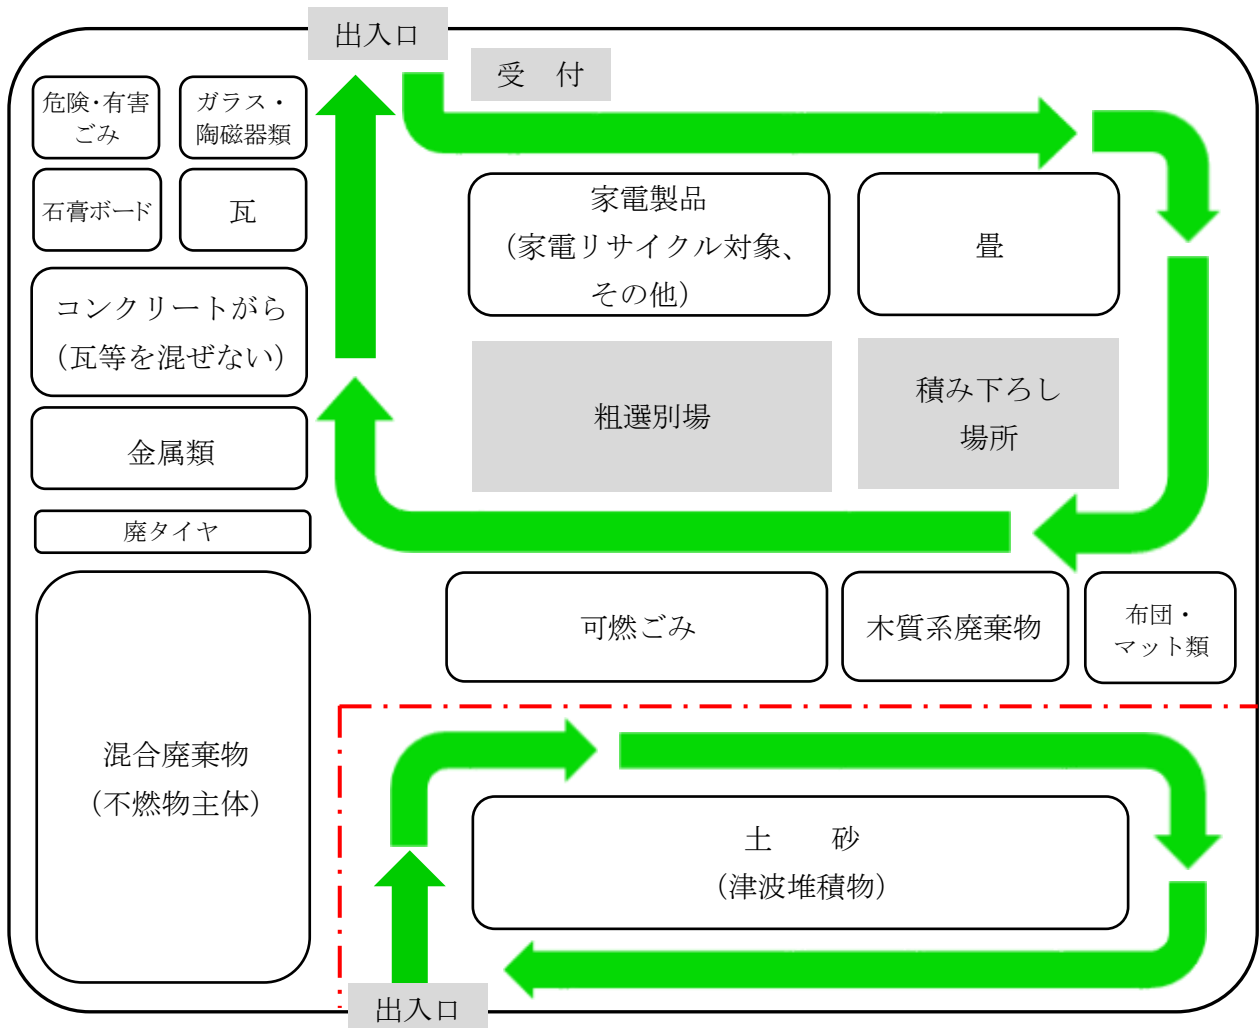 出入口
受　付
危険・有害
ごみ
ガラス・
陶磁器類
石膏ボード
瓦
家電製品
（家電リサイクル対象、
その他）
畳
コンクリートがら
（瓦等を混ぜない）
粗選別場
積み下ろし
場所
金属類
廃タイヤ
可燃ごみ
木質系廃棄物
布団・
マット類
混合廃棄物
（不燃物主体）
土　　砂
（津波堆積物）
出入口